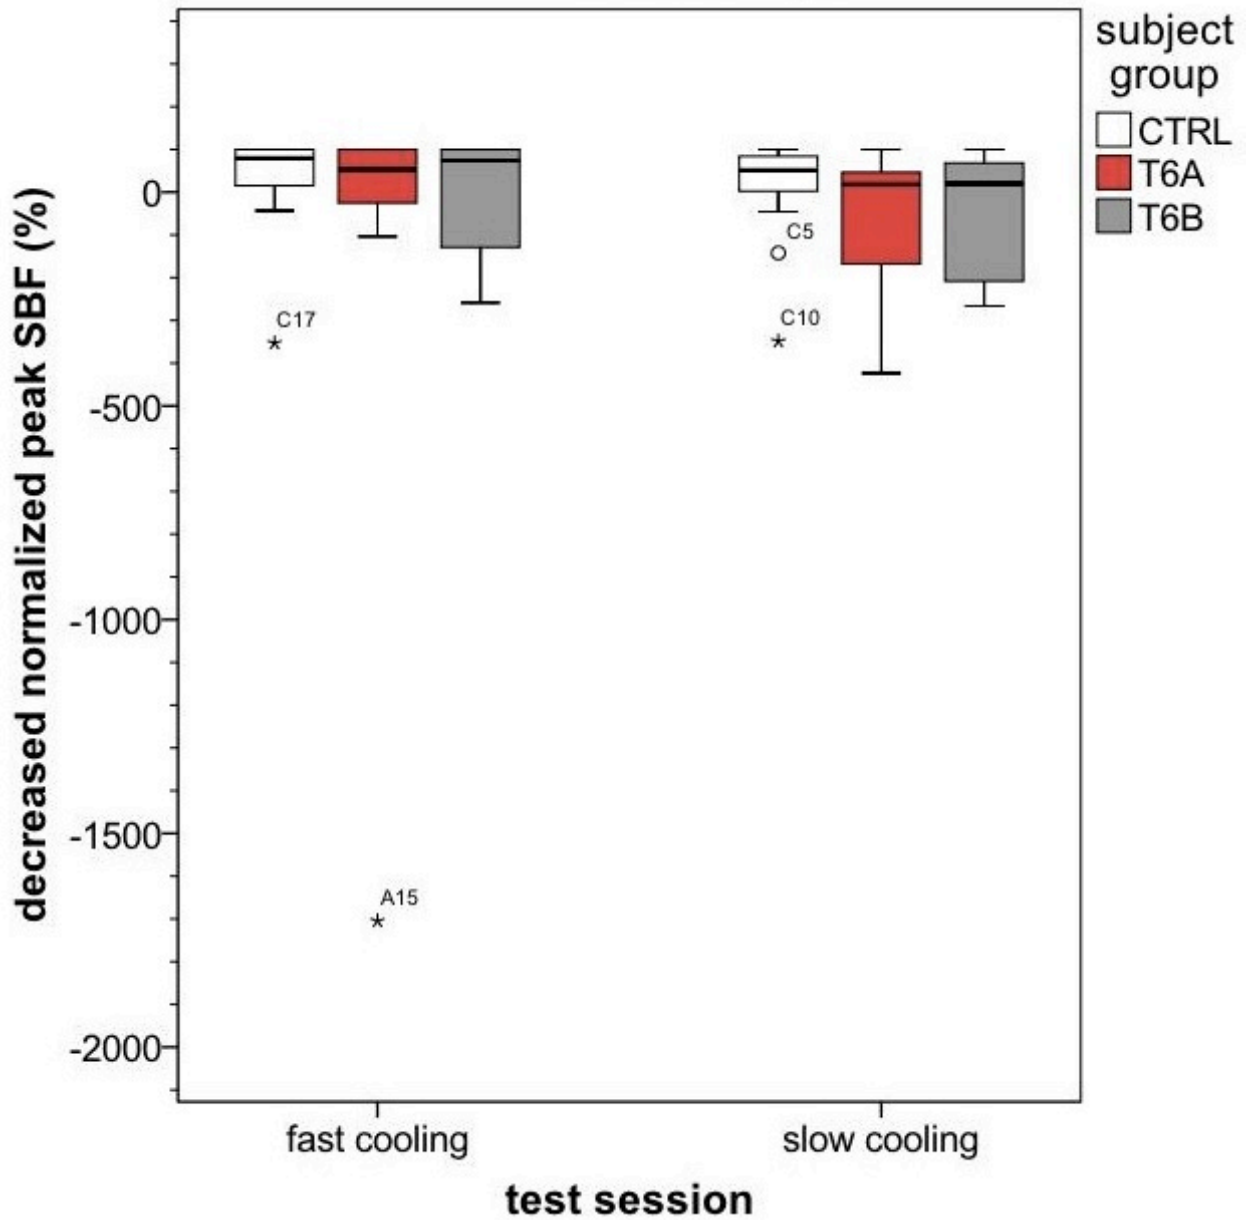 subject
group
CTRL
T6A
T6B
decreased normalized peak SBF (%)
0
-500
-1000
-1500
-2000
C17
A15
C5
C10
fast cooling
slow cooling
test session